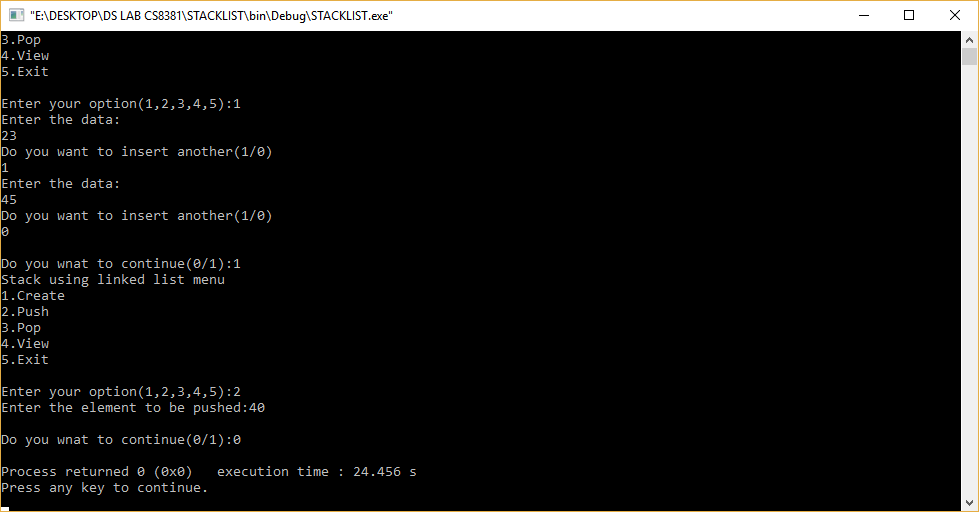 "E:\DESKTOP\DS LAB CS8381\STACKLIST\bin\Debug\STACKLIST.exe"
3.Pop
4.View
5.Exit
Enter your option(1,2,3,4,5):1
Enter the data:
23
Do you want to insert another(1/0)
1
Enter the data:
45
Do you want to insert another(1/0)
0
Do you wnat to continue(0/1):1
Stack using linked list menu
1.Create
2.Push
3.Pop
4.View
5.Exit
Enter your option(1,2,3,4,5):2
Enter the element to be pushed:40
Do you wnat to continue(0/1):0
Process returned 0 (0x0)   execution time : 24.456 s
Press any key to continue.